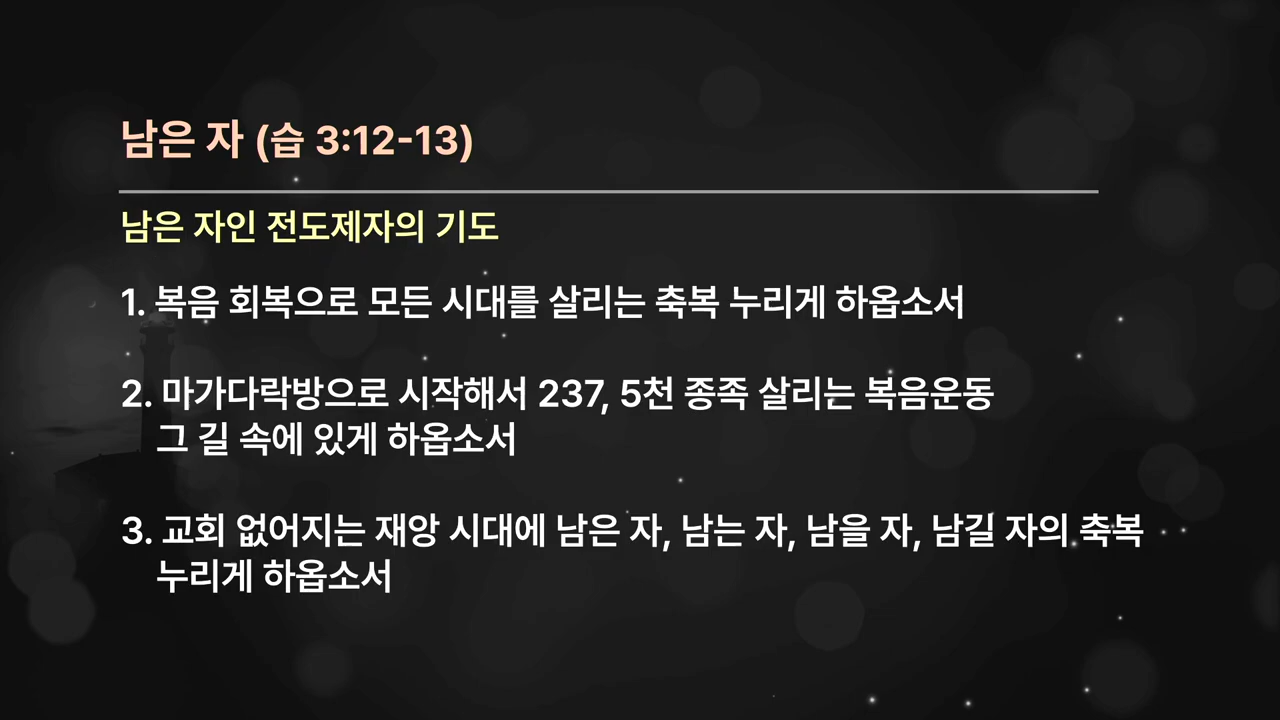 남은 자 (습 3:12-13)
남은 자인 전도제자의 기도
1. 복음 회복으로 모든 시대를 살리는 축복 누리게 하옵소서
2. 마가다락방으로 시작해서 237, 5천 종족 살리는 복음운동
그 길 속에 있게 하옵소서
3. 교회 없어지는 재앙 시대에 남은 자, 남는 자, 남을 자, 남길 자의 축복
누리게 하옵소서